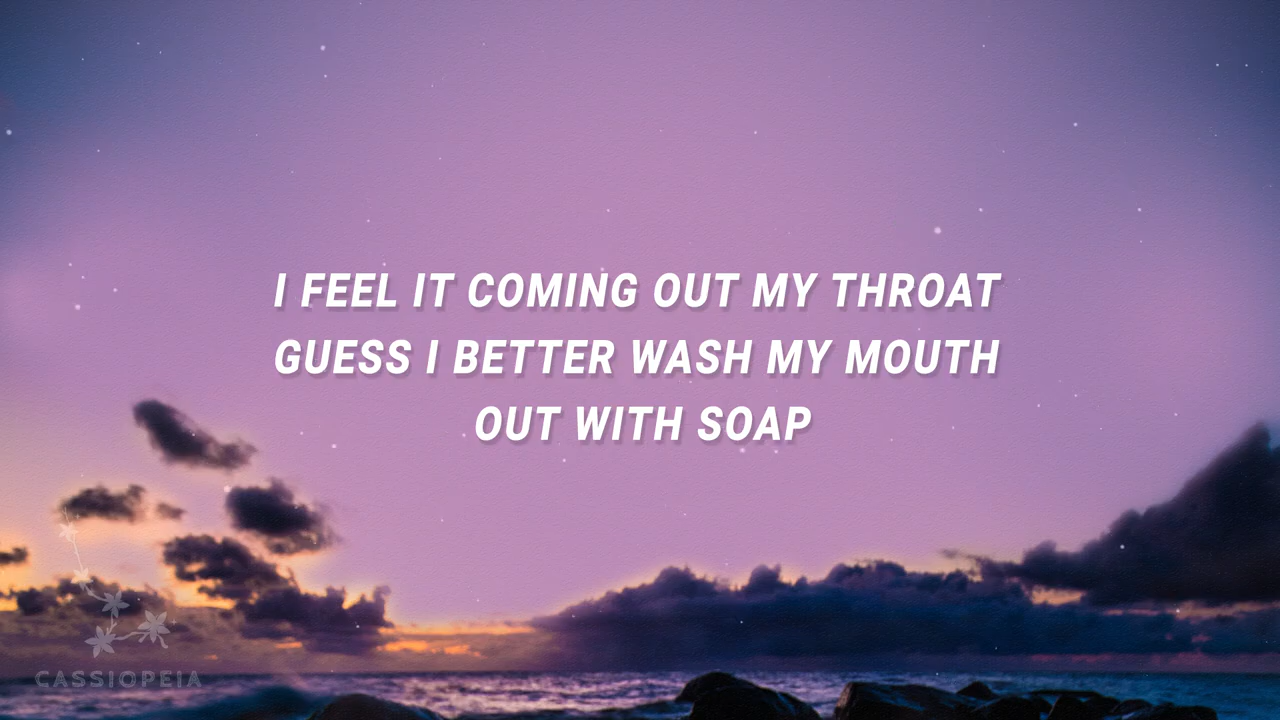 I FEEL IT COMING OUT MY THROAT
GUESS I BETTER WASH MY MOUTH
OUT WITH SOAP
CASSIOPEIA